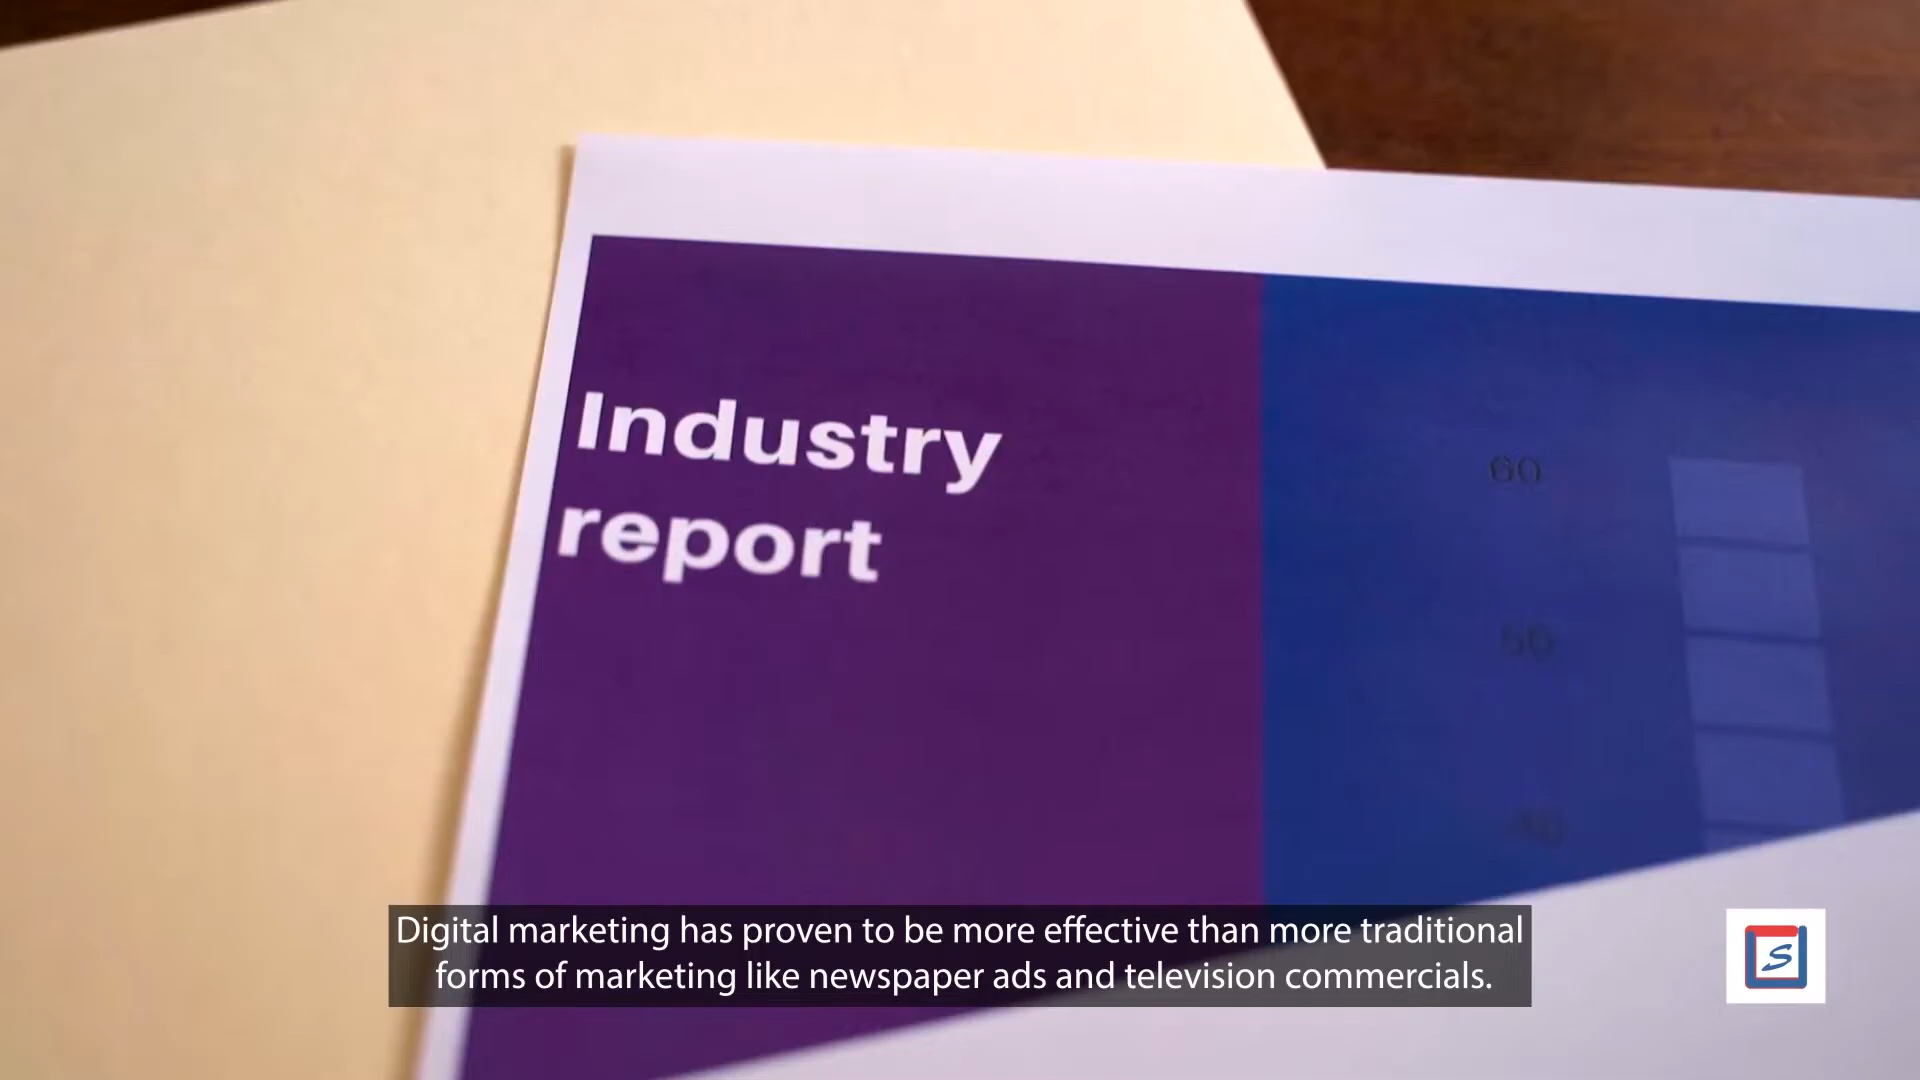 Industry
report
60
50
40
Digital marketing has proven to be more effective than more traditional
forms of marketing like newspaper ads and television commercials.
S